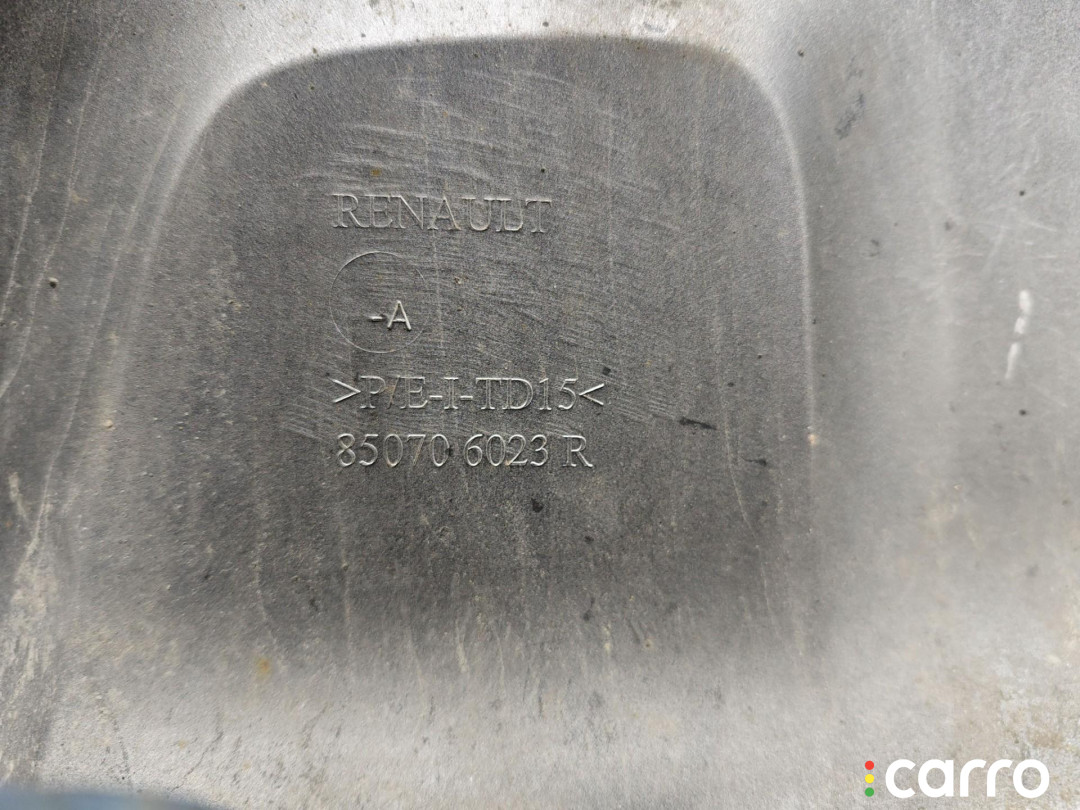 RENAULT
-A
>P/E-I-TD15<
85070 6023 R
carro